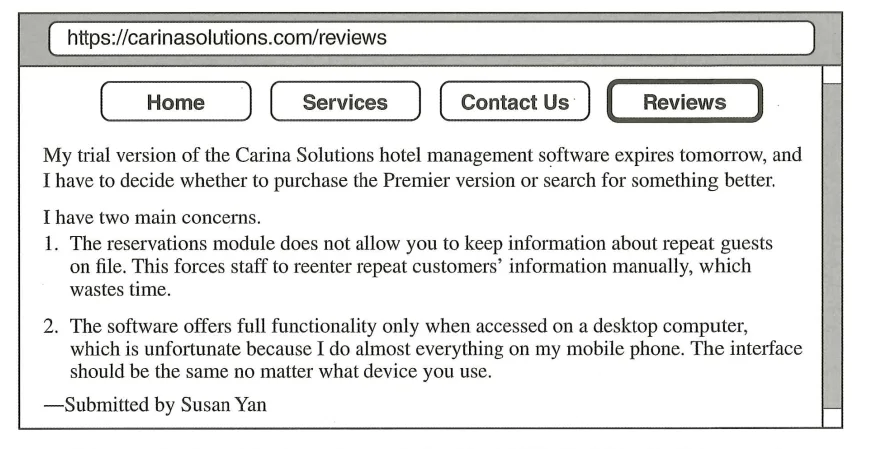 https://carinasolutions.com/reviews
Home Services Contact Us Reviews
My trial version of the Carina Solutions hotel management software expires tomorrow, and
I have to decide whether to purchase the Premier version or search for something better.
I have two main concerns.
1. The reservations module does not allow you to keep information about repeat guests
on file. This forces staff to reenter repeat customers’ information manually, which
wastes time.
2. The software offers full functionality only when accessed on a desktop computer,
which is unfortunate because I do almost everything on my mobile phone. The interface
should be the same no matter what device you use.
—Submitted by Susan Yan